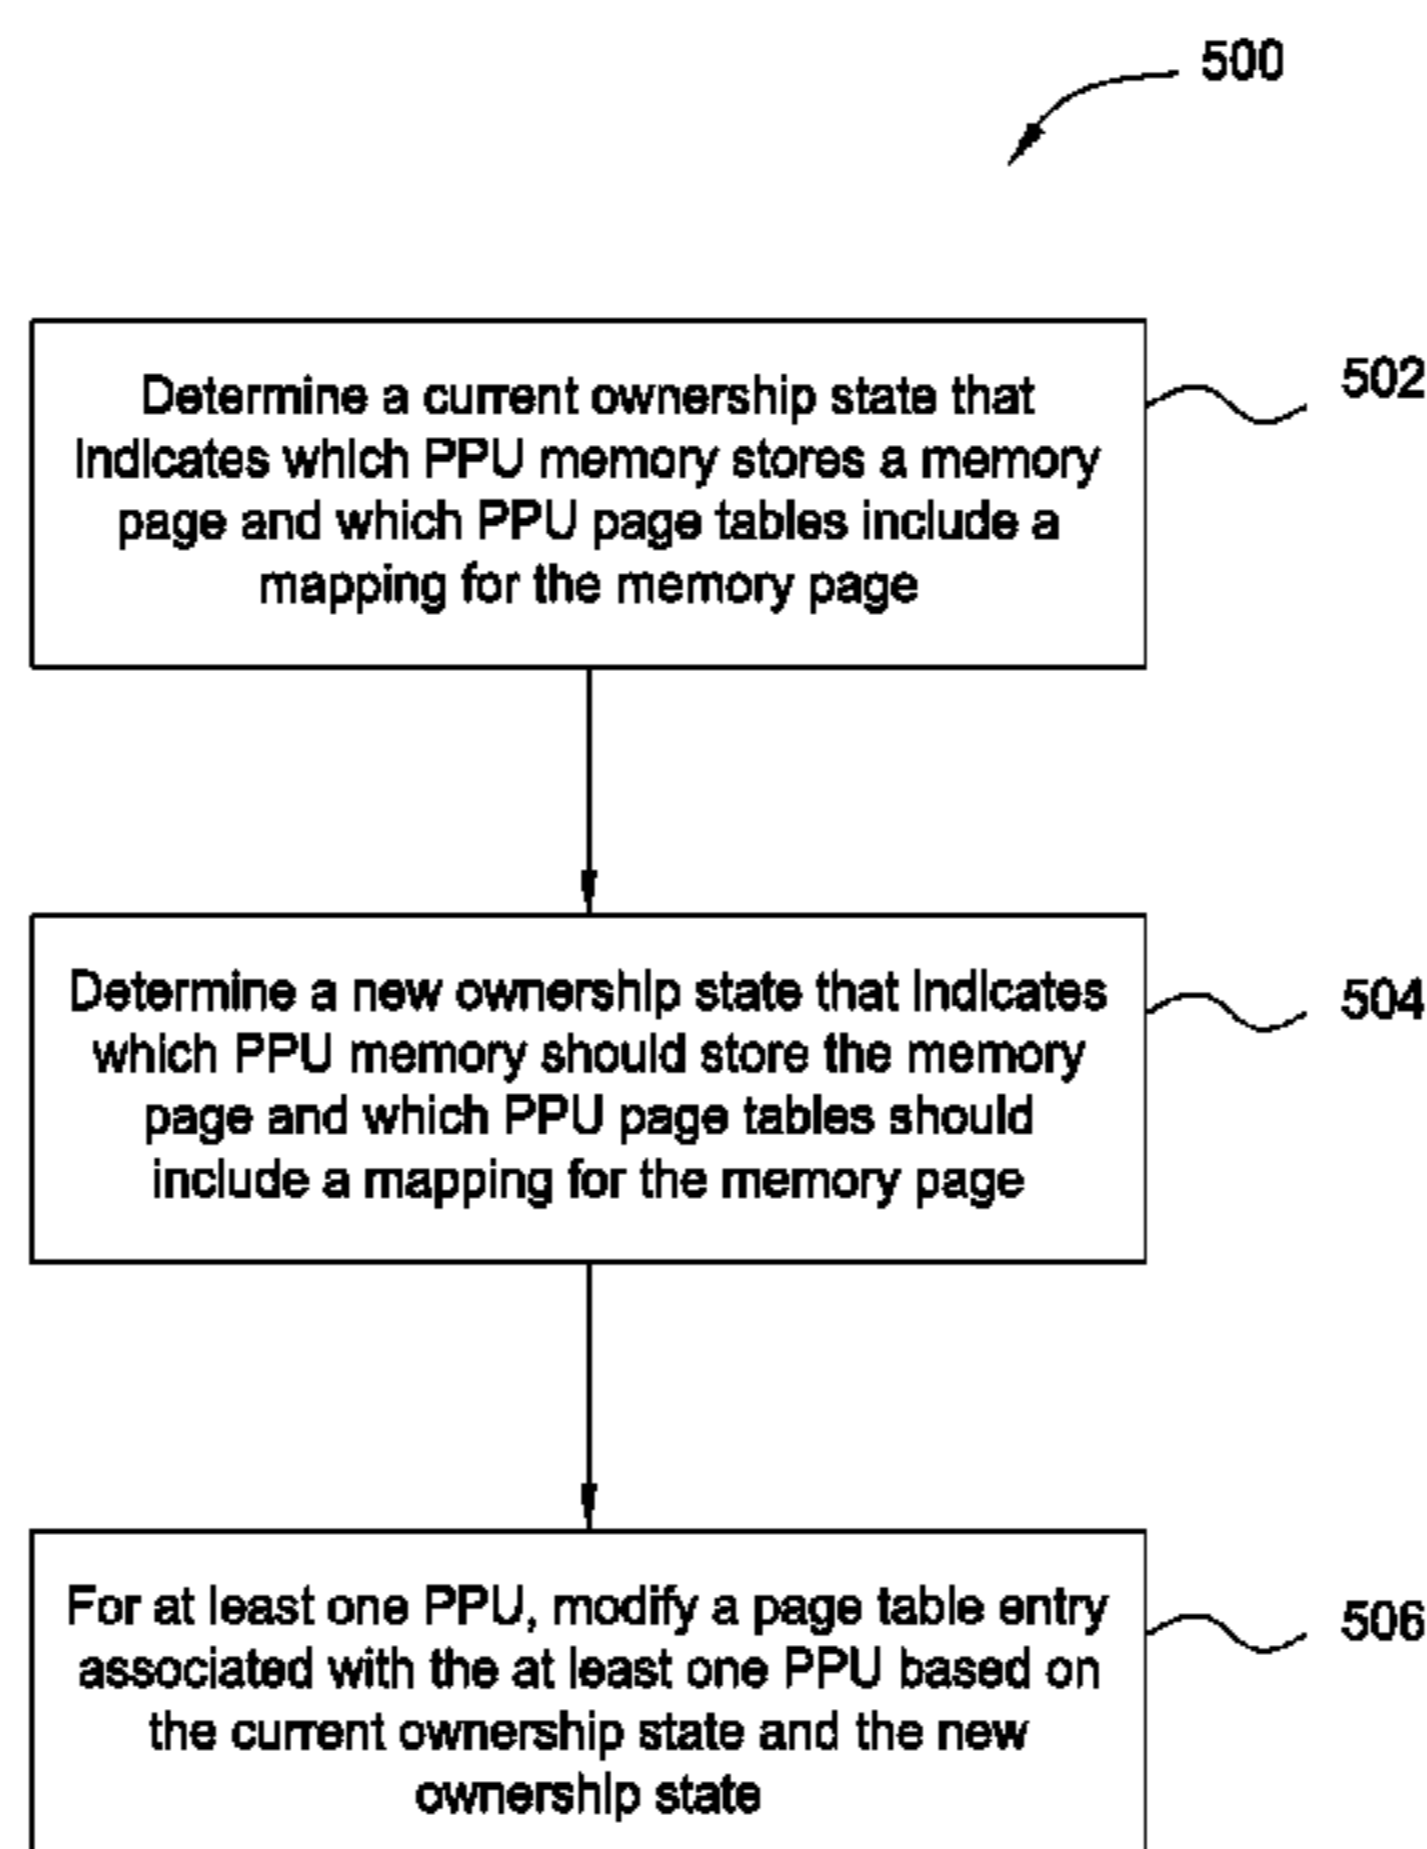 500
Determine a current ownership state that
indicates which PPU memory stores a memory
page and which PPU page tables include a
mapping for the memory page
502
Determine a new ownership state that indicates
which PPU memory should store the memory
page and which PPU page tables should
include a mapping for the memory page
504
For at least one PPU, modify a page table entry
associated with the at least one PPU based on
the current ownership state and the new
ownership state
506